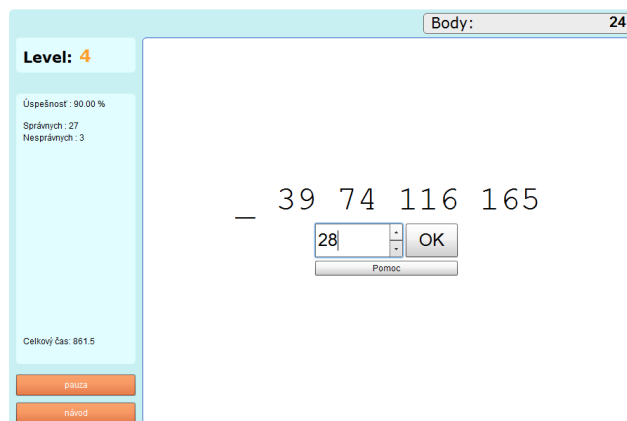 Body: 24
Level: 4
Úspešnosť : 90.00 %
Správnych : 27
Nesprávnych : 3
_ 39 74 116 165
28 OK
Pomoc
Celkový čas: 861.5
pauza
návod